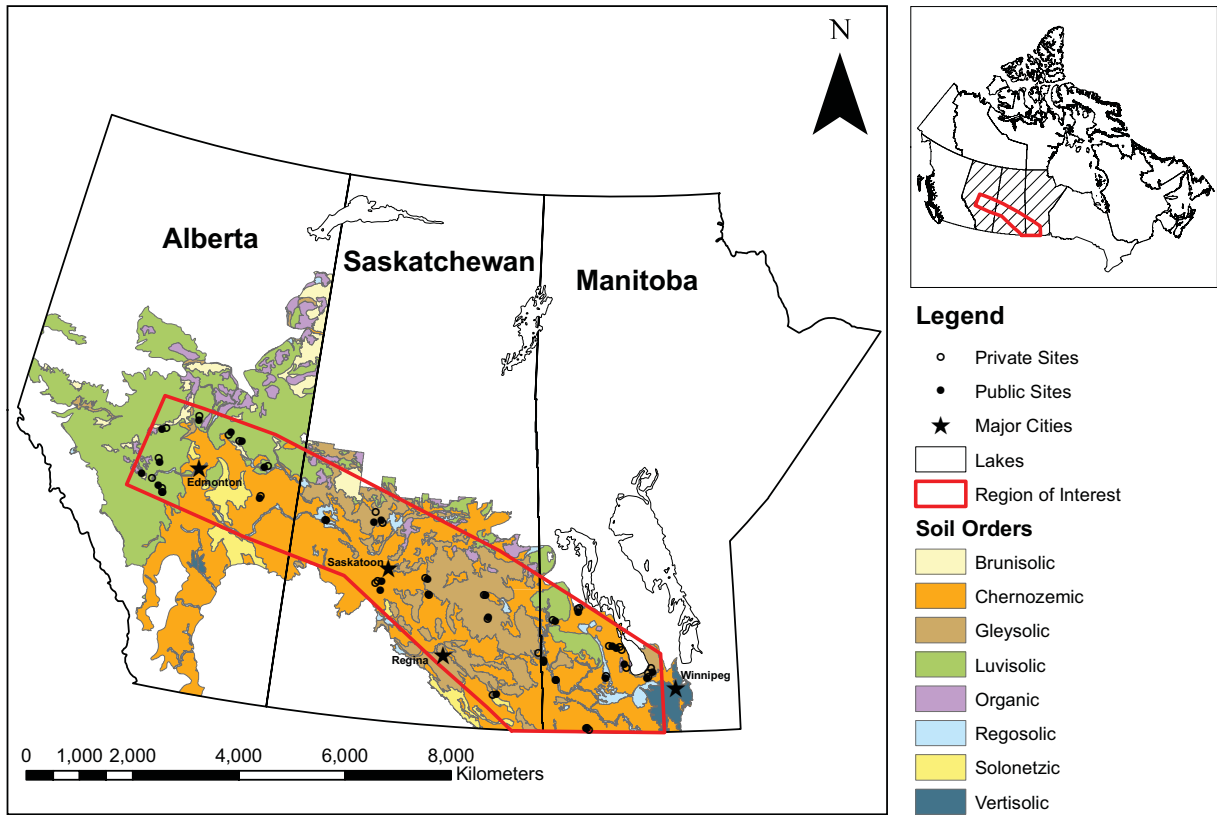 N
Alberta
Saskatchewan
Manitoba
Edmonton
Saskatoon
Regina
Winnipeg
0 1,000 2,000 4,000 6,000 8,000
Kilometers
Legend
Private Sites
Public Sites
Major Cities
Lakes
Region of Interest
Soil Orders
Brunisolic
Chernozemic
Gleysolic
Luvisolic
Organic
Regosolic
Solonetzic
Vertisolic